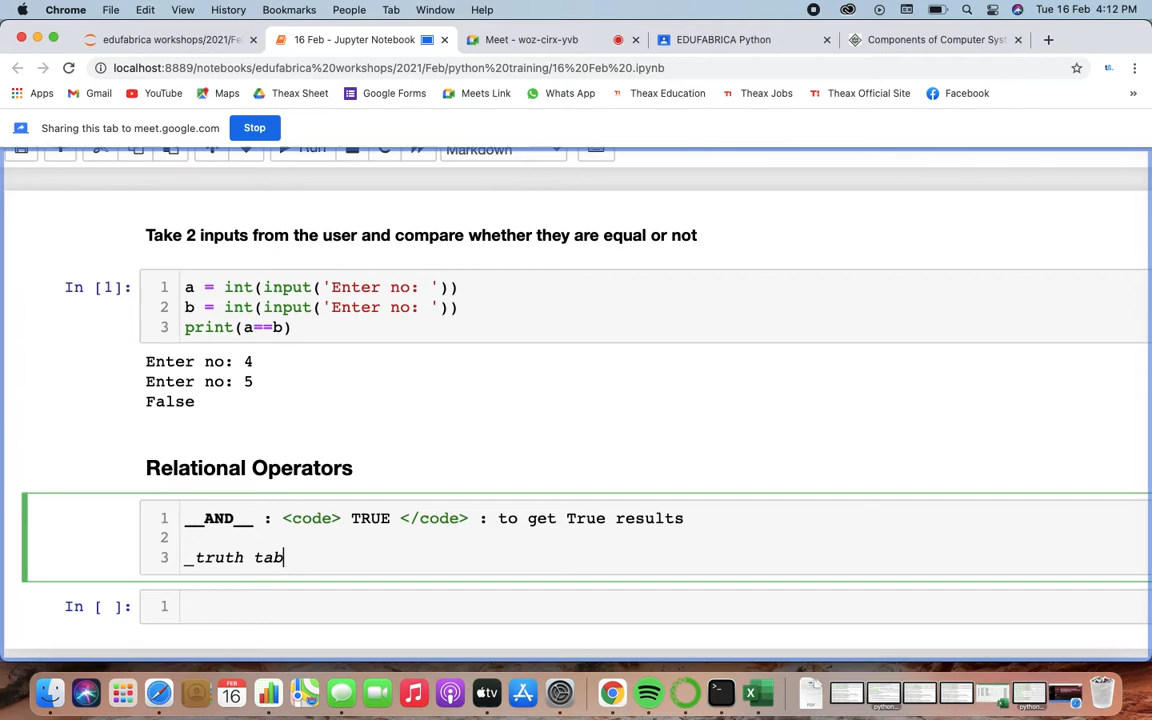 Chrome File Edit View History Bookmarks People Tab Window Help Tue 16 Feb 4:12 PM
edufabrica workshops/2021/Fe 16 Feb - Jupyter Notebook Meet - woz-cirx-yvb EDUFABRICA Python Components of Computer Sys
localhost:8889/notebooks/edufabrica%20workshops/2021/Feb/python%20training/16%20Feb%20.ipynb
Apps Gmail YouTube Maps Theax Sheet Google Forms Meets Link Whats App Theax Education Theax Jobs Theax Official Site Facebook »
Sharing this tab to meet.google.com Stop
Run Markdown
Take 2 inputs from the user and compare whether they are equal or not
In [1]: 1 a = int(input('Enter no: '))
2 b = int(input('Enter no: '))
3 print(a==b)
Enter no: 4
Enter no: 5
False
Relational Operators
1 __AND__ : <code> TRUE </code> : to get True results
2
3 _truth tab
In [ ]: 1
FEB
16